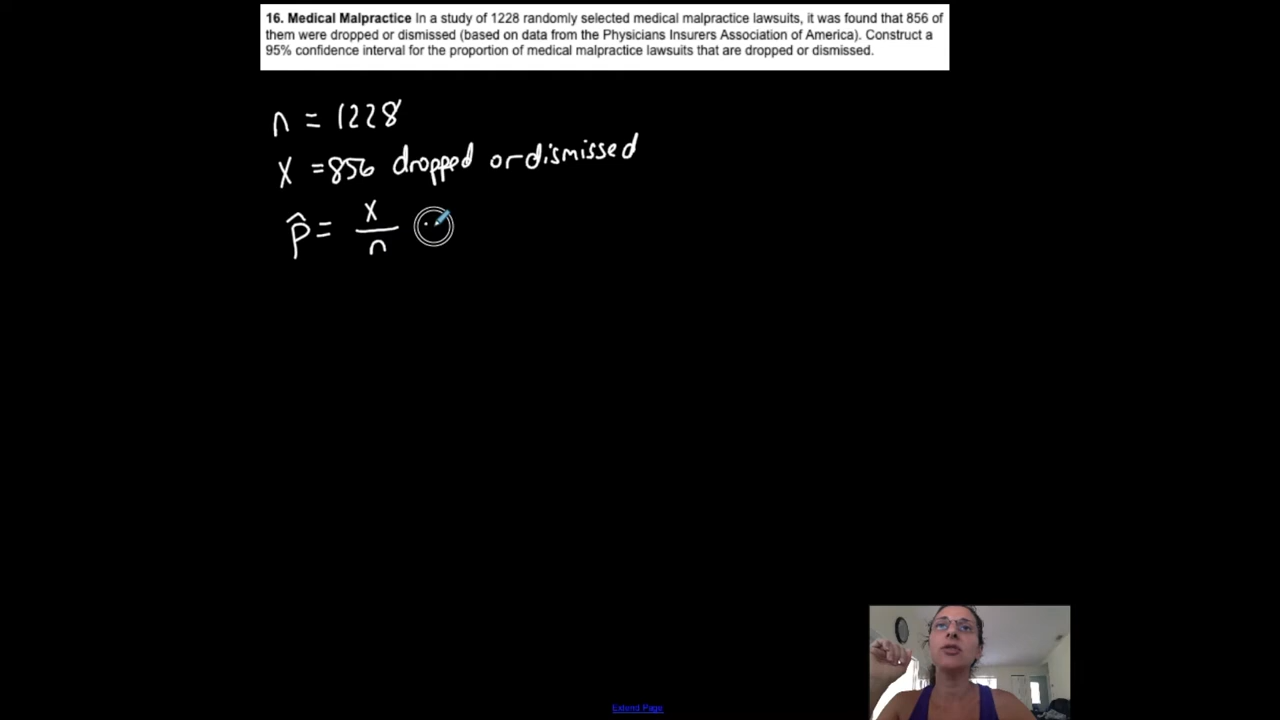 16. Medical Malpractice In a study of 1228 randomly selected medical malpractice lawsuits, it was found that 856 of
them were dropped or dismissed (based on data from the Physicians Insurers Association of America). Construct a
95% confidence interval for the proportion of medical malpractice lawsuits that are dropped or dismissed.
n = 1228
x = 856 dropped or dismissed
p̂ = x/n
Extend Page